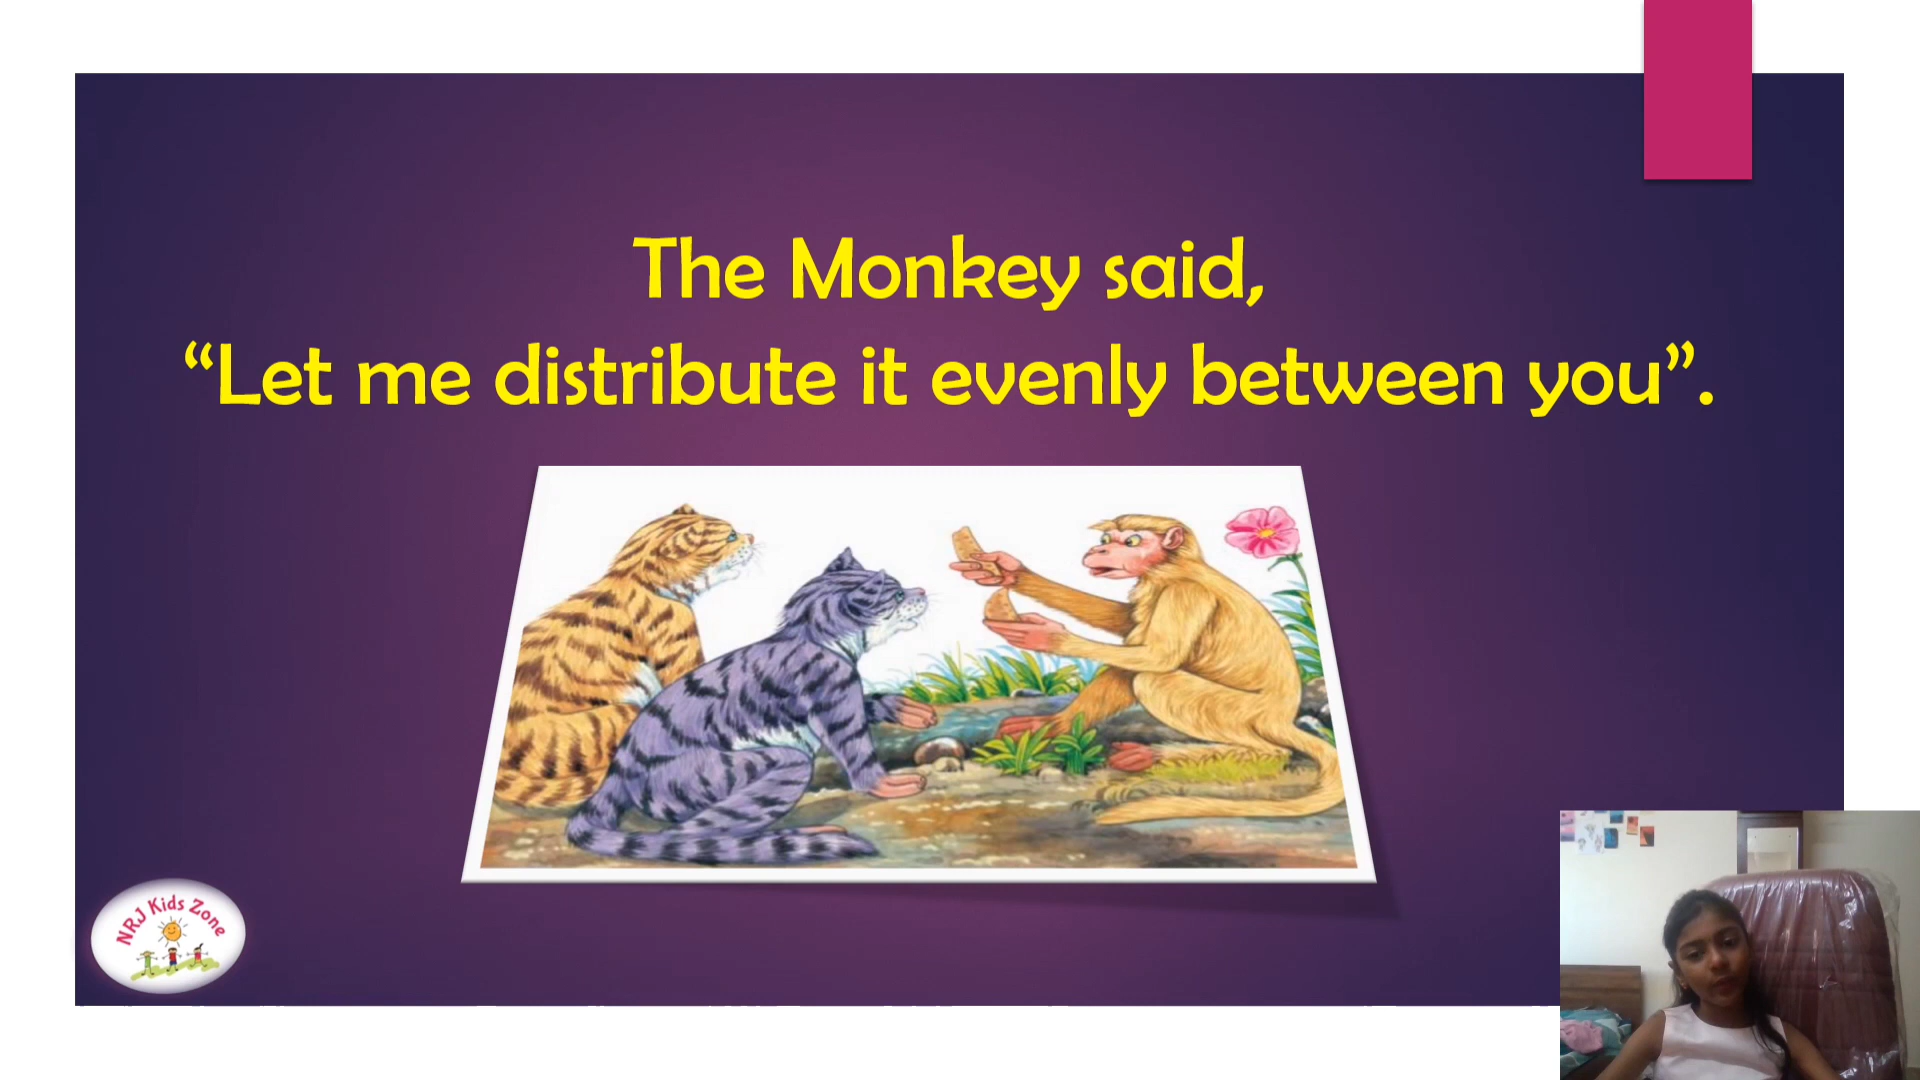 The Monkey said,
“Let me distribute it evenly between you”.
NRJ Kids Zone